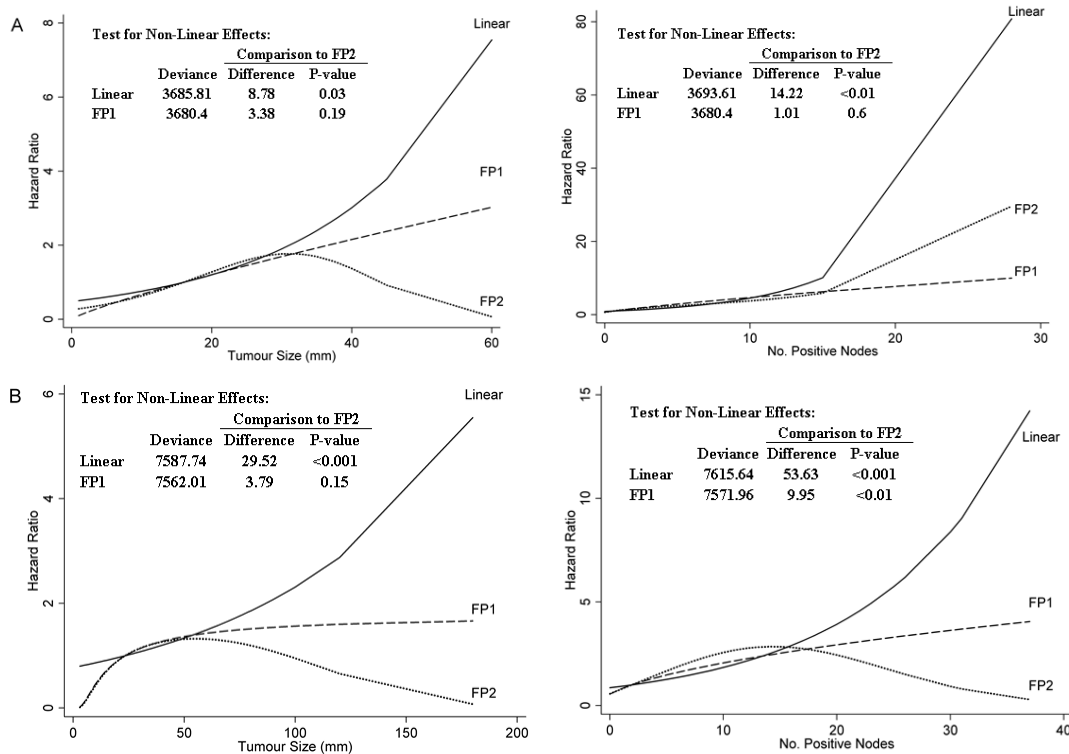 A
Test for Non-Linear Effects:
Comparison to FP2
Deviance Difference P-value
Linear 3685.81 8.78 0.03
FP1 3680.4 3.38 0.19
Linear
FP1
FP2
Hazard Ratio
0 2 4 6 8
0 20 40 60
Tumour Size (mm)
Test for Non-Linear Effects:
Comparison to FP2
Deviance Difference P-value
Linear 3693.61 14.22 <0.01
FP1 3680.4 1.01 0.6
Linear
FP2
FP1
Hazard Ratio
0 20 40 60 80
0 10 20 30
No. Positive Nodes
B
Test for Non-Linear Effects:
Comparison to FP2
Deviance Difference P-value
Linear 7587.74 29.52 <0.001
FP1 7562.01 3.79 0.15
Linear
FP1
FP2
Hazard Ratio
0 2 4 6
0 50 100 150 200
Tumour Size (mm)
Test for Non-Linear Effects:
Comparison to FP2
Deviance Difference P-value
Linear 7615.64 53.63 <0.001
FP1 7571.96 9.95 <0.01
Linear
FP1
FP2
Hazard Ratio
0 5 10 15
0 10 20 30 40
No. Positive Nodes